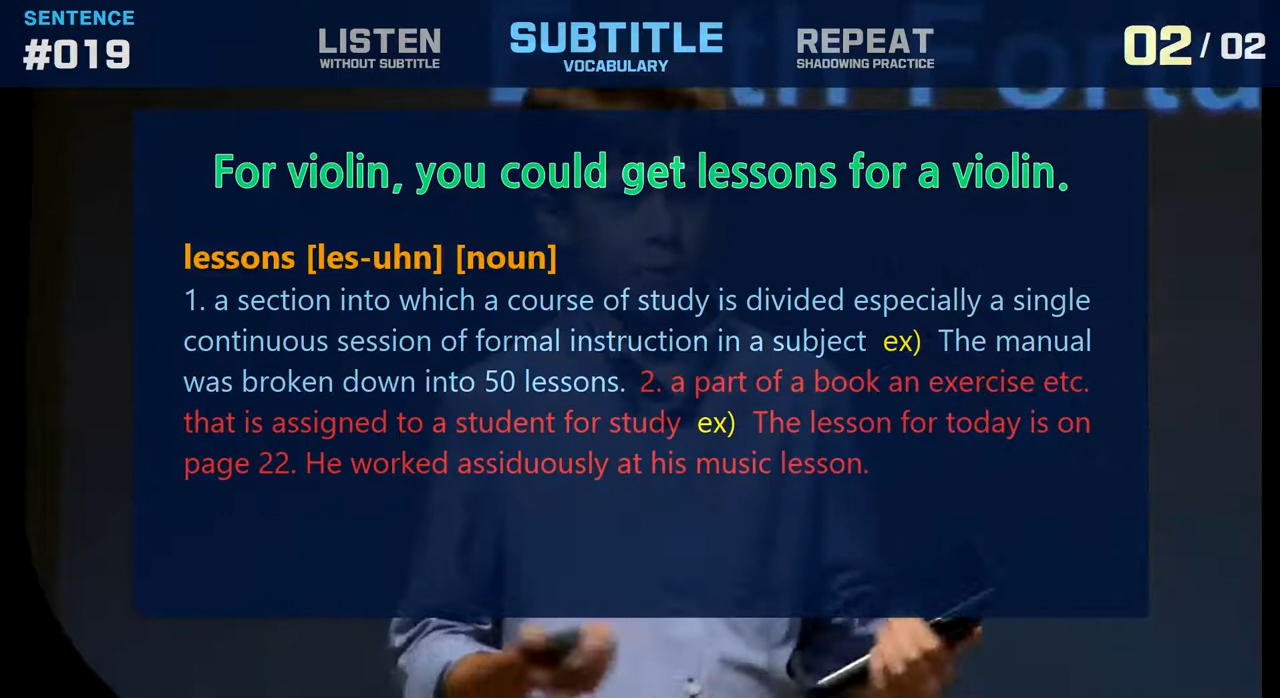 SENTENCE
#019
LISTEN
WITHOUT SUBTITLE
SUBTITLE
VOCABULARY
REPEAT
SHADOWING PRACTICE
02 / 02
For violin, you could get lessons for a violin.
lessons [les-uhn] [noun]
1. a section into which a course of study is divided especially a single
continuous session of formal instruction in a subject ex) The manual
was broken down into 50 lessons. 2. a part of a book an exercise etc.
that is assigned to a student for study ex) The lesson for today is on
page 22. He worked assiduously at his music lesson.